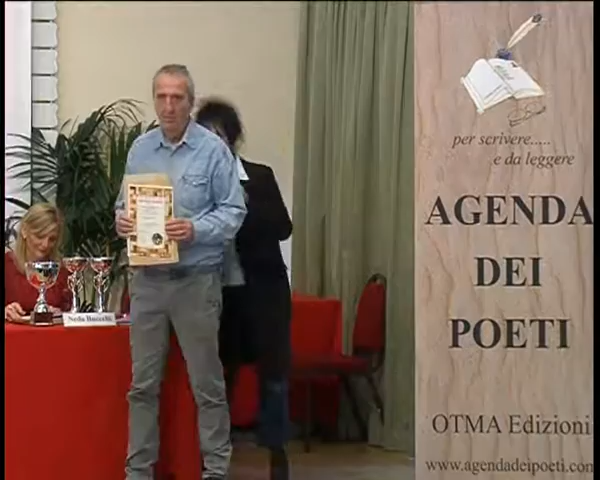 per scrivere.....
... e da leggere
AGENDA
DEI
POETI
OTMA Edizioni
www.agendadeipoeti.com